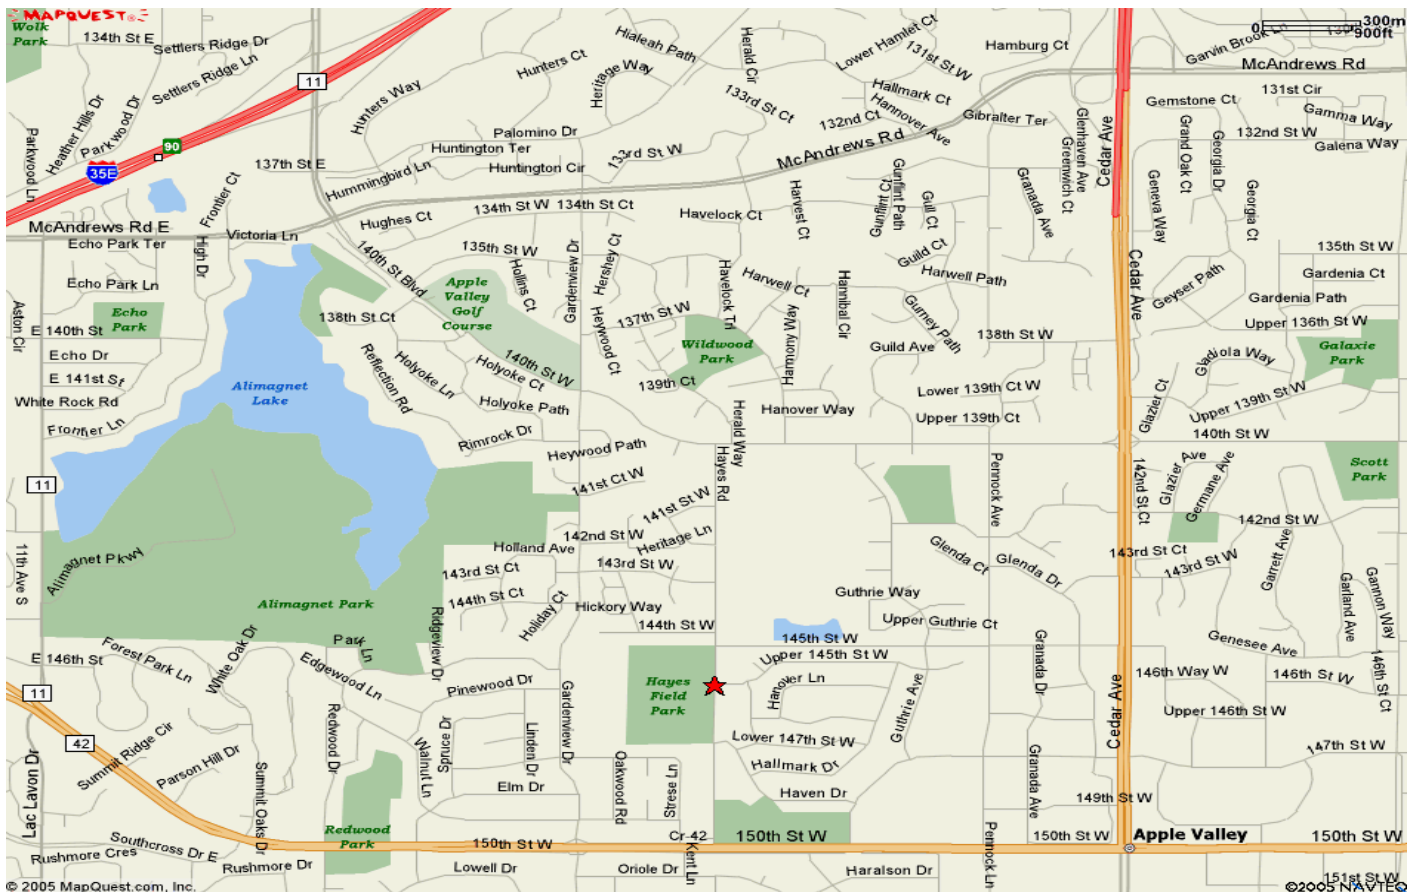 MAPQUEST
Wolk
Park
134th St E
Settlers Ridge Dr
Settlers Ridge Ln
Heather Hills Dr
Parkwood Dr
Parkwood Ln
90
35E
11
Hunters Way
Hunters Ct
Hialeah Path
Heritage Way
Herald Cir
Lower Hamlet Ct
131st St W
Hamburg Ct
Cedar Ave
0
300m
900ft
Garvin Brook Ln
McAndrews Rd
133rd St Ct
Hallmark Ct
Hannover Ave
132nd Ct
Gibralter Ter
Glenhaven Ave
Greenwich Ct
Cedar Ave
Gemstone Ct
131st Cir
Gamma Way
132nd St W
Galena Way
Grand Oak Ct
Georgia Dr
Palomino Dr
Huntington Ter
Huntington Cir
133rd St W
McAndrews Rd
137th St E
Hummingbird Ln
Frontier Ct
Hughes Ct
134th St W
134th St Ct
Havelock Ct
Harvest Ct
Gunflint Ct
Gunflint Path
Gull Ct
Granada Ave
Geneva Way
Georgia Ct
McAndrews Rd E
Victoria Ln
Echo Park Ter
High Dr
Echo Park Ln
Echo
Park
Aston Cir
E 140th St
Echo Dr
E 141st St
White Rock Rd
Frontier Ln
140th St Blvd
135th St W
Hollins Ct
Gardenview Dr
Hershey Ct
Heywood Ct
Apple
Valley
Golf
Course
138th St Ct
137th St W
Havelock Trl
Harwell Ct
Harmony Way
Hannibal Cir
Guild Ct
Harwell Path
Gurney Path
138th St W
Guild Ave
Cedar Ave
Geyser Path
135th St W
Gardenia Ct
Gardenia Path
Upper 136th St W
Gladiola Way
Galaxie
Park
Alimagnet
Lake
Reflection Rd
Holyoke Ln
Holyoke Ct
140th St W
Holyoke Path
Rimrock Dr
Wildwood
Park
139th Ct
Herald Way
Hanover Way
Lower 139th Ct W
Upper 139th Ct
Glazier Ct
Upper 139th St W
140th St W
Heywood Path
Hayes Rd
141st Ct W
141st St W
Pennock Ave
142nd St Ct
Glazier Ave
Germane Ave
Scott
Park
11
11th Ave S
Alimagnet Pkwy
Alimagnet Park
142nd St W
Heritage Ln
Holland Ave
143rd St Ct
143rd St W
144th St Ct
Holiday Ct
Hickory Way
144th St W
Glenda Ct
Glenda Dr
143rd St Ct
143rd St W
142nd St W
Garrett Ave
Garland Ave
Gannon Way
Guthrie Way
Upper Guthrie Ct
145th St W
Upper 145th St W
Granada Dr
Genesee Ave
146th Way W
146th St W
146th St Ct
Upper 146th St W
147th St W
E 146th St
Forest Park Ln
White Oak Dr
Park Ln
Ridgeview Dr
Edgewood Ln
Pinewood Dr
Gardenview Dr
Hayes
Field
Park
Hanover Ln
Guthrie Ave
Lower 147th St W
Hallmark Dr
Haven Dr
Cedar Ave
11
42
Lac Lavon Dr
Summit Ridge Cir
Parson Hill Dr
Summit Oaks Dr
Redwood Dr
Walnut Ln
Spruce Dr
Linden Dr
Elm Dr
Oakwood Rd
Strese Ln
Granada Ave
149th St W
Redwood
Park
150th St W
Cr-42
150th St W
150th St W
Apple Valley
150th St W
Southcross Dr E
Rushmore Cres
Rushmore Dr
Lowell Dr
Oriole Dr
Kent Ln
Haralson Dr
Pennock Ln
151st St W
© 2005 MapQuest.com, Inc.
©2005 NAVTEQ